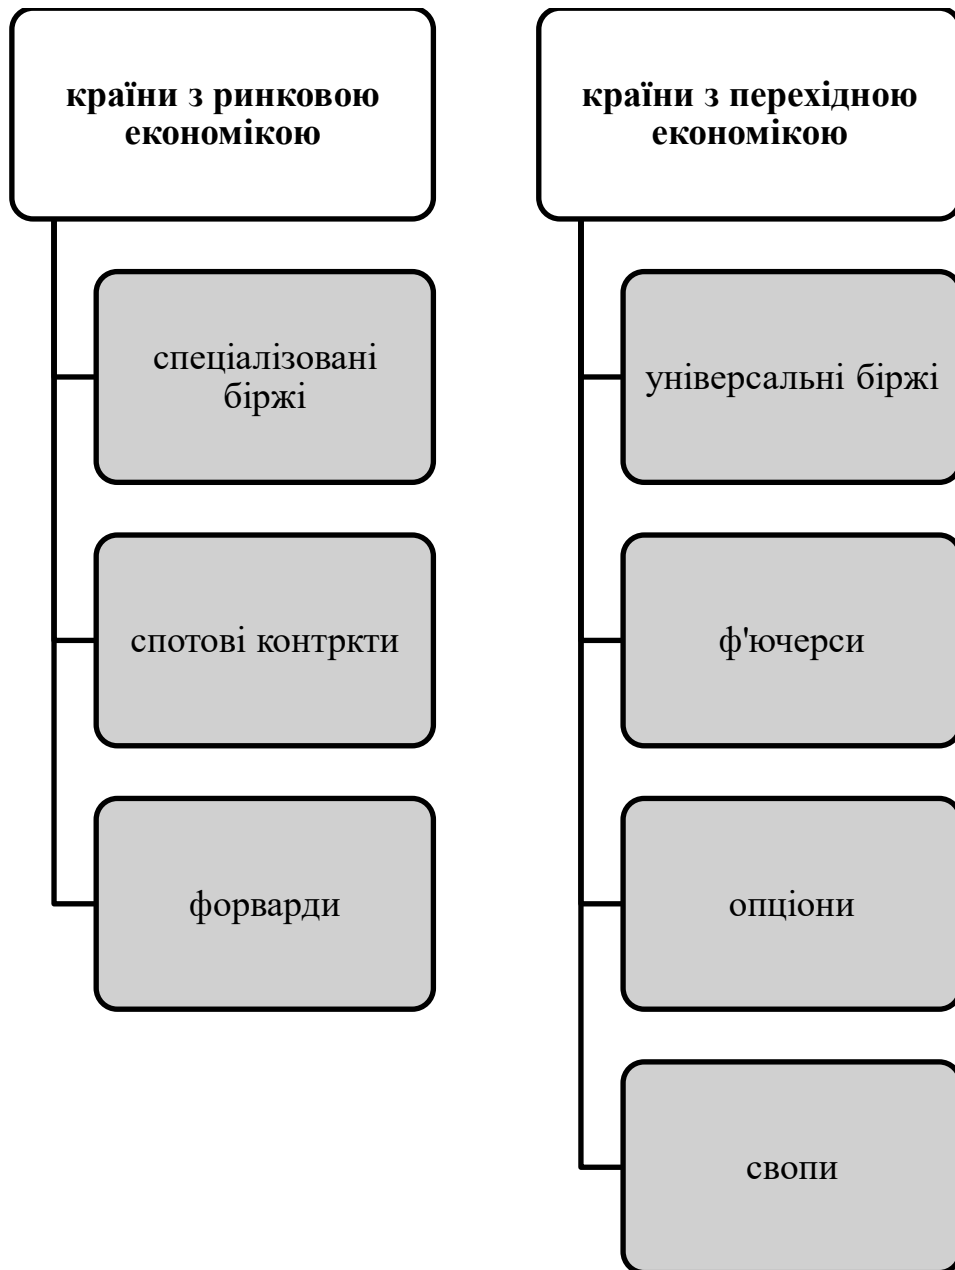 країни з ринковою
економікою
спеціалізовані
біржі
спотові контркти
форварди
країни з перехідною
економікою
універсальні біржі
ф'ючерси
опціони
свопи